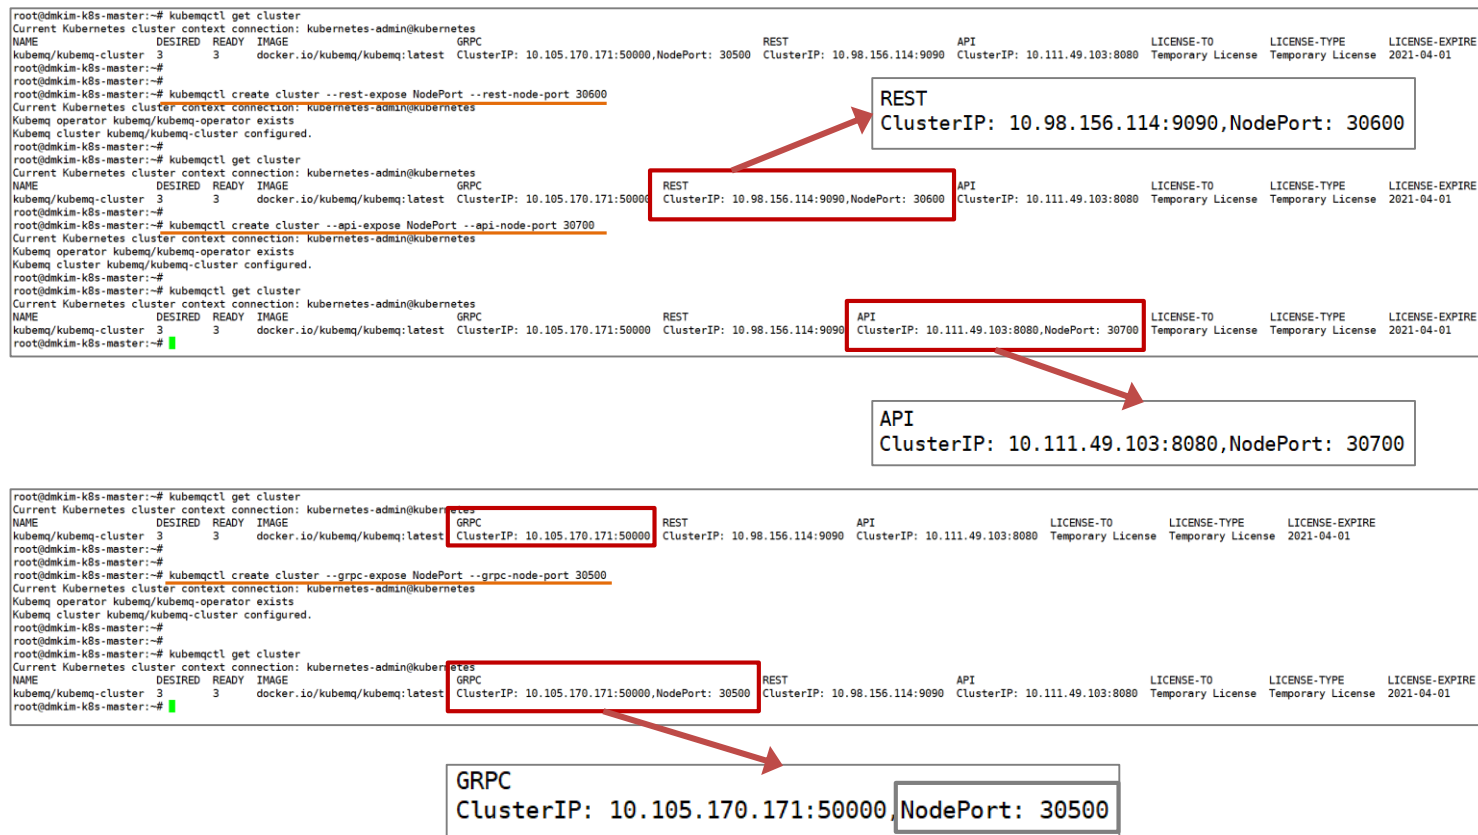 root@dmkim-k8s-master:~# kubemqctl get cluster
Current Kubernetes cluster context connection: kubernetes-admin@kubernetes
NAME DESIRED READY IMAGE GRPC REST API LICENSE-TO LICENSE-TYPE LICENSE-EXPIRE
kubemq/kubemq-cluster 3 3 docker.io/kubemq/kubemq:latest ClusterIP: 10.105.170.171:50000,NodePort: 30500 ClusterIP: 10.98.156.114:9090 ClusterIP: 10.111.49.103:8080 Temporary License Temporary License 2021-04-01
root@dmkim-k8s-master:~#
root@dmkim-k8s-master:~#
root@dmkim-k8s-master:~# kubemqctl create cluster --rest-expose NodePort --rest-node-port 30600
Current Kubernetes cluster context connection: kubernetes-admin@kubernetes
Kubemq operator kubemq/kubemq-operator exists
Kubemq cluster kubemq/kubemq-cluster configured.
root@dmkim-k8s-master:~#
root@dmkim-k8s-master:~# kubemqctl get cluster
Current Kubernetes cluster context connection: kubernetes-admin@kubernetes
NAME DESIRED READY IMAGE GRPC REST API LICENSE-TO LICENSE-TYPE LICENSE-EXPIRE
kubemq/kubemq-cluster 3 3 docker.io/kubemq/kubemq:latest ClusterIP: 10.105.170.171:50000 ClusterIP: 10.98.156.114:9090,NodePort: 30600 ClusterIP: 10.111.49.103:8080 Temporary License Temporary License 2021-04-01
root@dmkim-k8s-master:~#
root@dmkim-k8s-master:~# kubemqctl create cluster --api-expose NodePort --api-node-port 30700
Current Kubernetes cluster context connection: kubernetes-admin@kubernetes
Kubemq operator kubemq/kubemq-operator exists
Kubemq cluster kubemq/kubemq-cluster configured.
root@dmkim-k8s-master:~#
root@dmkim-k8s-master:~# kubemqctl get cluster
Current Kubernetes cluster context connection: kubernetes-admin@kubernetes
NAME DESIRED READY IMAGE GRPC REST API LICENSE-TO LICENSE-TYPE LICENSE-EXPIRE
kubemq/kubemq-cluster 3 3 docker.io/kubemq/kubemq:latest ClusterIP: 10.105.170.171:50000 ClusterIP: 10.98.156.114:9090 ClusterIP: 10.111.49.103:8080,NodePort: 30700 Temporary License Temporary License 2021-04-01
root@dmkim-k8s-master:~#
REST
ClusterIP: 10.98.156.114:9090,NodePort: 30600
API
ClusterIP: 10.111.49.103:8080,NodePort: 30700
root@dmkim-k8s-master:~# kubemqctl get cluster
Current Kubernetes cluster context connection: kubernetes-admin@kubernetes
NAME DESIRED READY IMAGE GRPC REST API LICENSE-TO LICENSE-TYPE LICENSE-EXPIRE
kubemq/kubemq-cluster 3 3 docker.io/kubemq/kubemq:latest ClusterIP: 10.105.170.171:50000 ClusterIP: 10.98.156.114:9090 ClusterIP: 10.111.49.103:8080 Temporary License Temporary License 2021-04-01
root@dmkim-k8s-master:~#
root@dmkim-k8s-master:~#
root@dmkim-k8s-master:~# kubemqctl create cluster --grpc-expose NodePort --grpc-node-port 30500
Current Kubernetes cluster context connection: kubernetes-admin@kubernetes
Kubemq operator kubemq/kubemq-operator exists
Kubemq cluster kubemq/kubemq-cluster configured.
root@dmkim-k8s-master:~#
root@dmkim-k8s-master:~#
root@dmkim-k8s-master:~# kubemqctl get cluster
Current Kubernetes cluster context connection: kubernetes-admin@kubernetes
NAME DESIRED READY IMAGE GRPC REST API LICENSE-TO LICENSE-TYPE LICENSE-EXPIRE
kubemq/kubemq-cluster 3 3 docker.io/kubemq/kubemq:latest ClusterIP: 10.105.170.171:50000,NodePort: 30500 ClusterIP: 10.98.156.114:9090 ClusterIP: 10.111.49.103:8080 Temporary License Temporary License 2021-04-01
root@dmkim-k8s-master:~#
GRPC
ClusterIP: 10.105.170.171:50000,NodePort: 30500